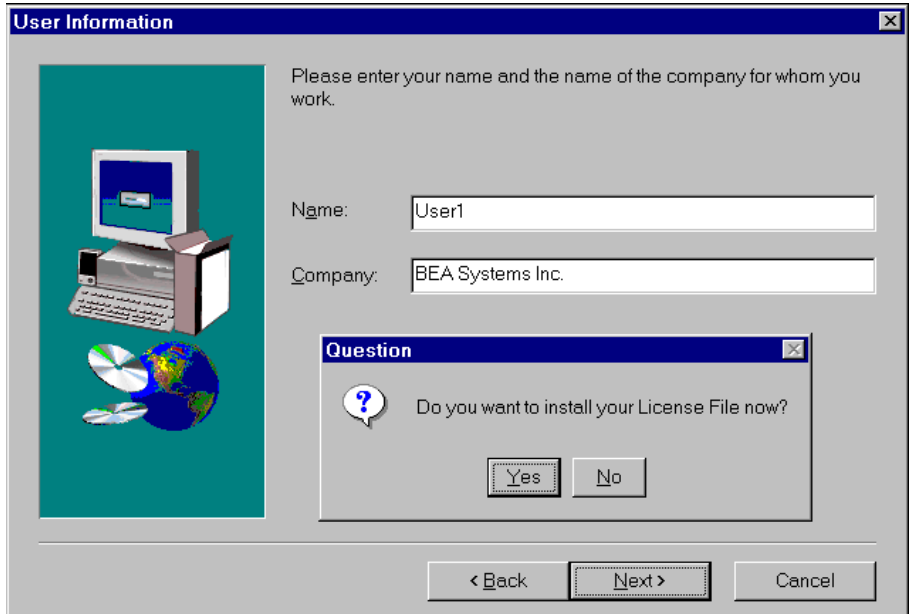 User Information
Please enter your name and the name of the company for whom you
work.
Name: User1
Company: BEA Systems Inc.
Question
Do you want to install your License File now?
Yes No
< Back Next > Cancel